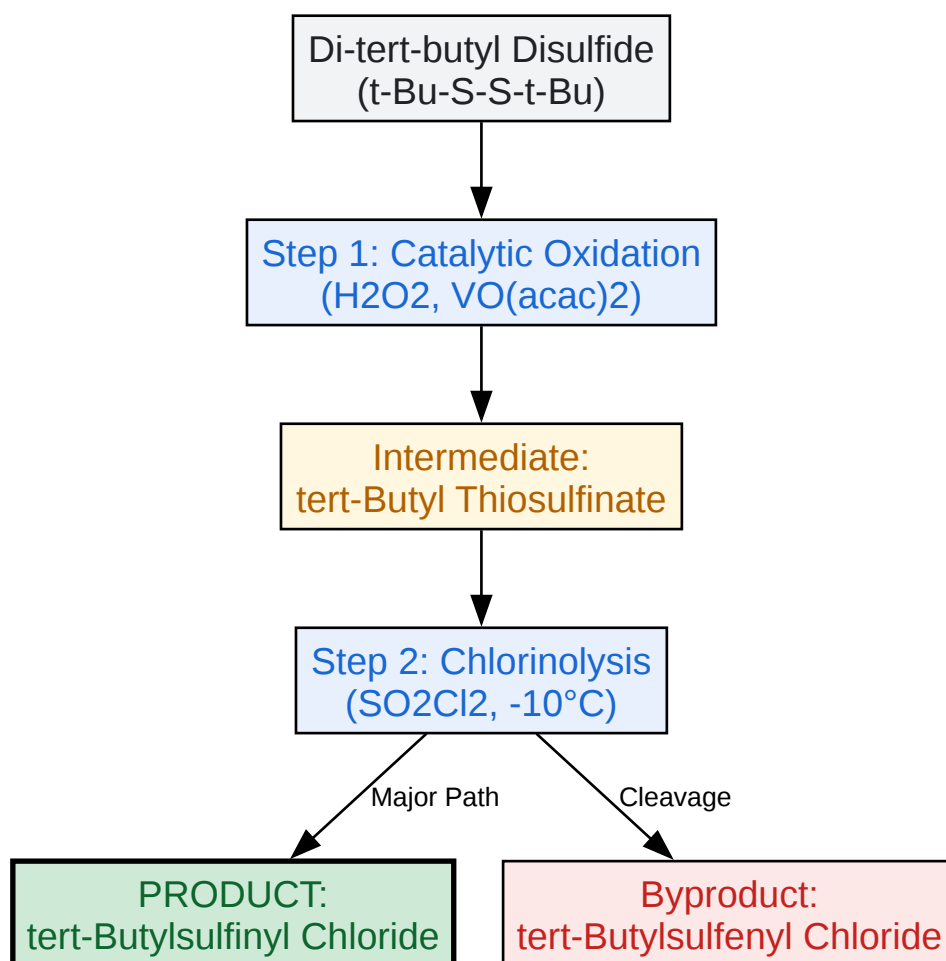 Di-tert-butyl Disulfide
(t-Bu-S-S-t-Bu)
Step 1: Catalytic Oxidation
(H2O2, VO(acac)2)
Intermediate:
tert-Butyl Thiosulfinate
Step 2: Chlorinolysis
(SO2Cl2, -10°C)
Major Path
Cleavage
PRODUCT:
tert-Butylsulfinyl Chloride
Byproduct:
tert-Butylsulfenyl Chloride